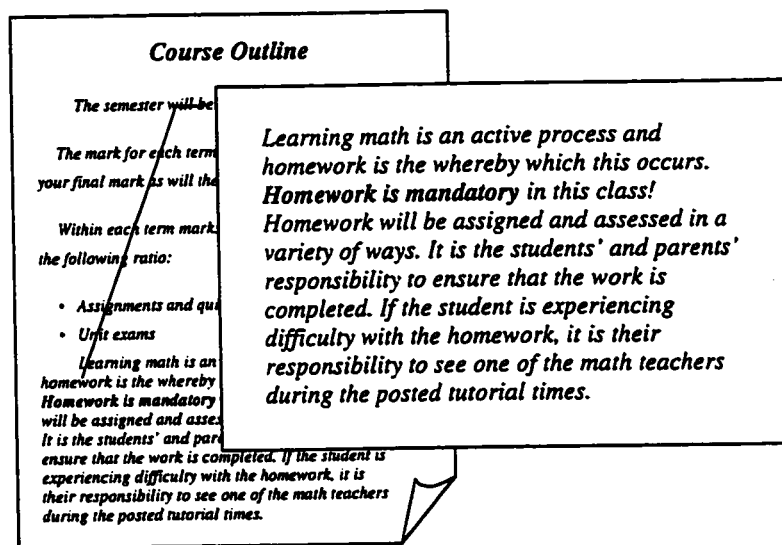 Course Outline
The semester will be
The mark for each term
your final mark as will the
Within each term mark
the following ratio:
• Assignments and qui
• Unit exams
Learning math is an
homework is the whereby
Homework is mandatory
will be assigned and asses
It is the students' and par
ensure that the work is completed. If the student is
experiencing difficulty with the homework, it is
their responsibility to see one of the math teachers
during the posted tutorial times.
Learning math is an active process and
homework is the whereby which this occurs.
Homework is mandatory in this class!
Homework will be assigned and assessed in a
variety of ways. It is the students' and parents'
responsibility to ensure that the work is
completed. If the student is experiencing
difficulty with the homework, it is their
responsibility to see one of the math teachers
during the posted tutorial times.